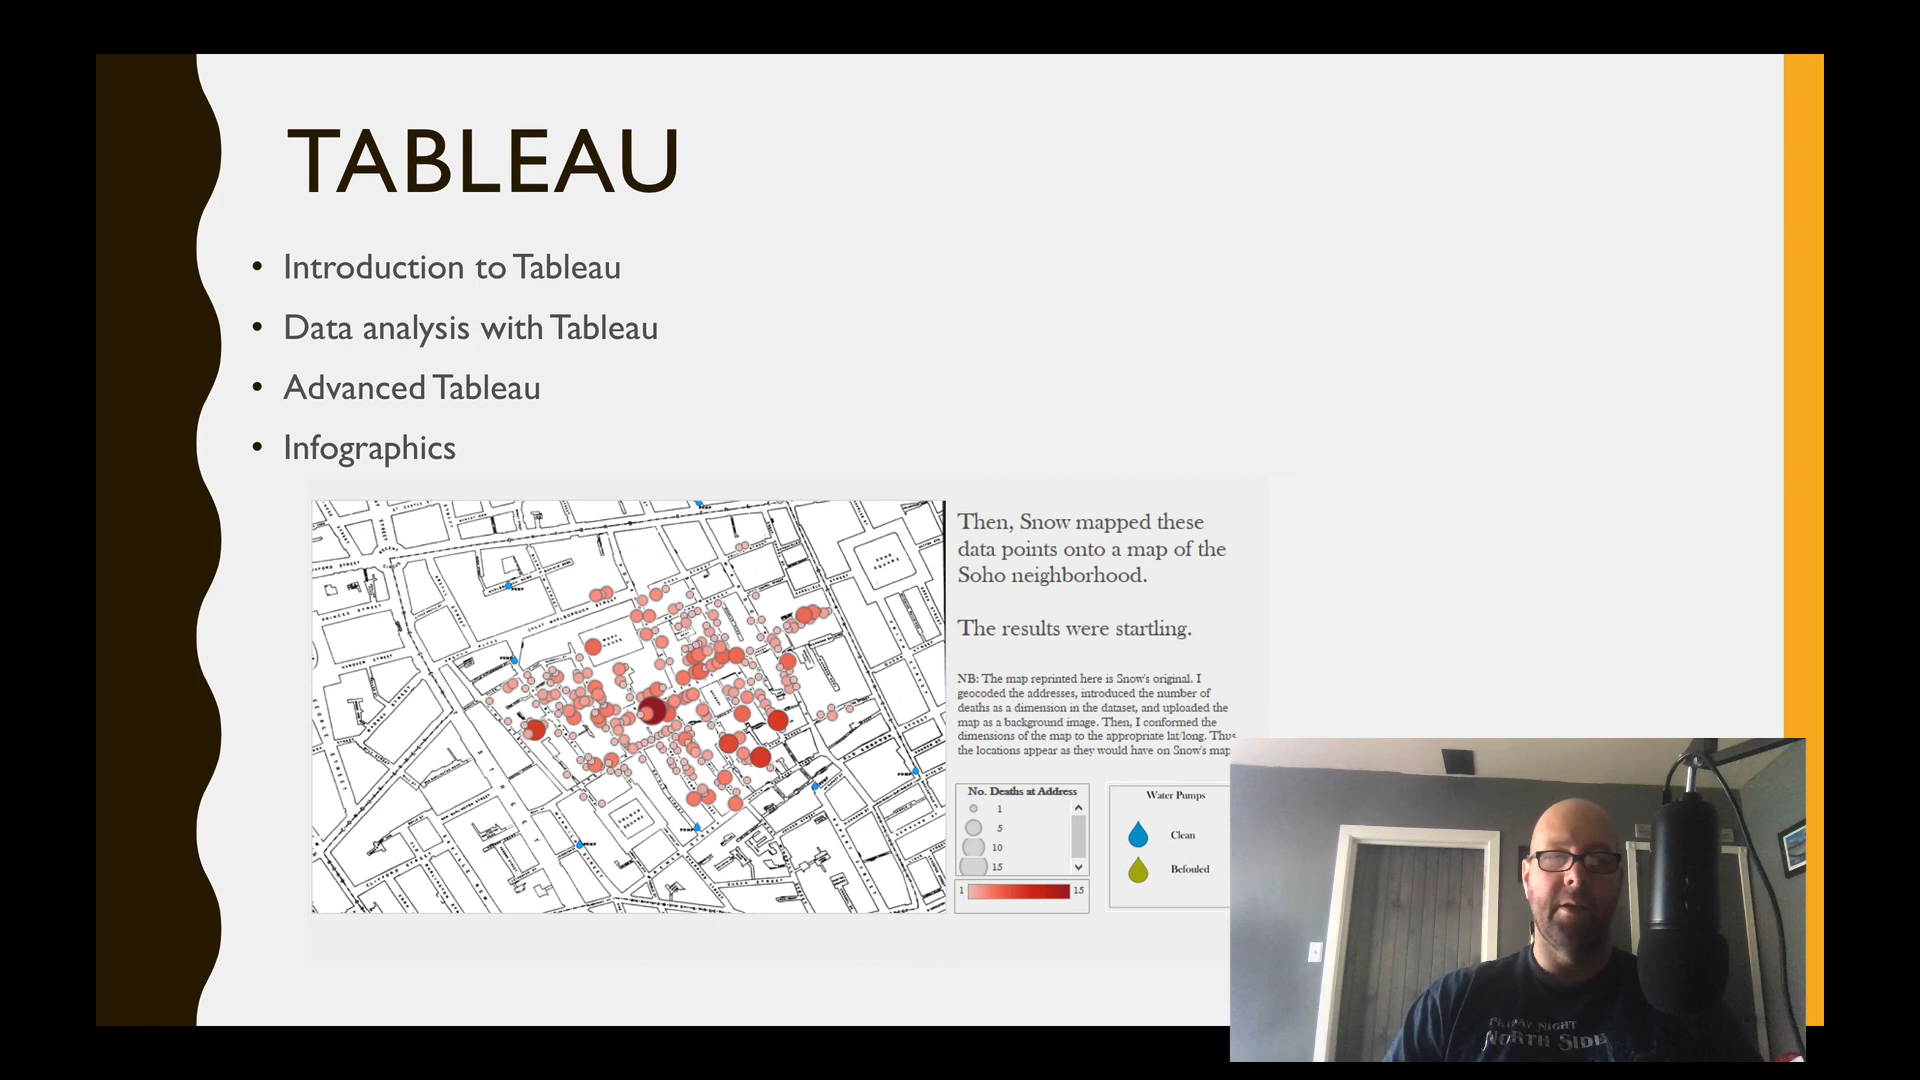 TABLEAU
• Introduction to Tableau
• Data analysis with Tableau
• Advanced Tableau
• Infographics
Then, Snow mapped these
data points onto a map of the
Soho neighborhood.
The results were startling.
NB: The map reprinted here is Snow's original. I
geocoded the addresses, introduced the number of
deaths as a dimension in the dataset, and uploaded the
map as a background image. Then, I conformed the
dimensions of the map to the appropriate lat/long. Thus
the locations appear as they would have on Snow's map
No. Deaths at Address
1
5
10
15
1 15
Water Pumps
Clean
Befouled
FRIDAY NIGHT
NORTH SIDE